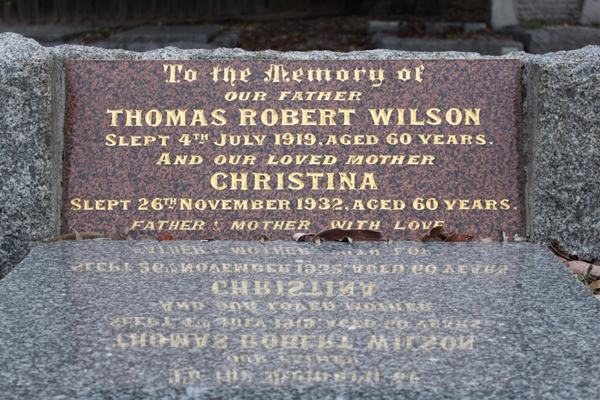 To the Memory of
OUR FATHER
THOMAS ROBERT WILSON
SLEPT 4TH JULY 1919, AGED 60 YEARS.
AND OUR LOVED MOTHER
CHRISTINA
SLEPT 26TH NOVEMBER 1932, AGED 60 YEARS.
FATHER & MOTHER WITH LOVE